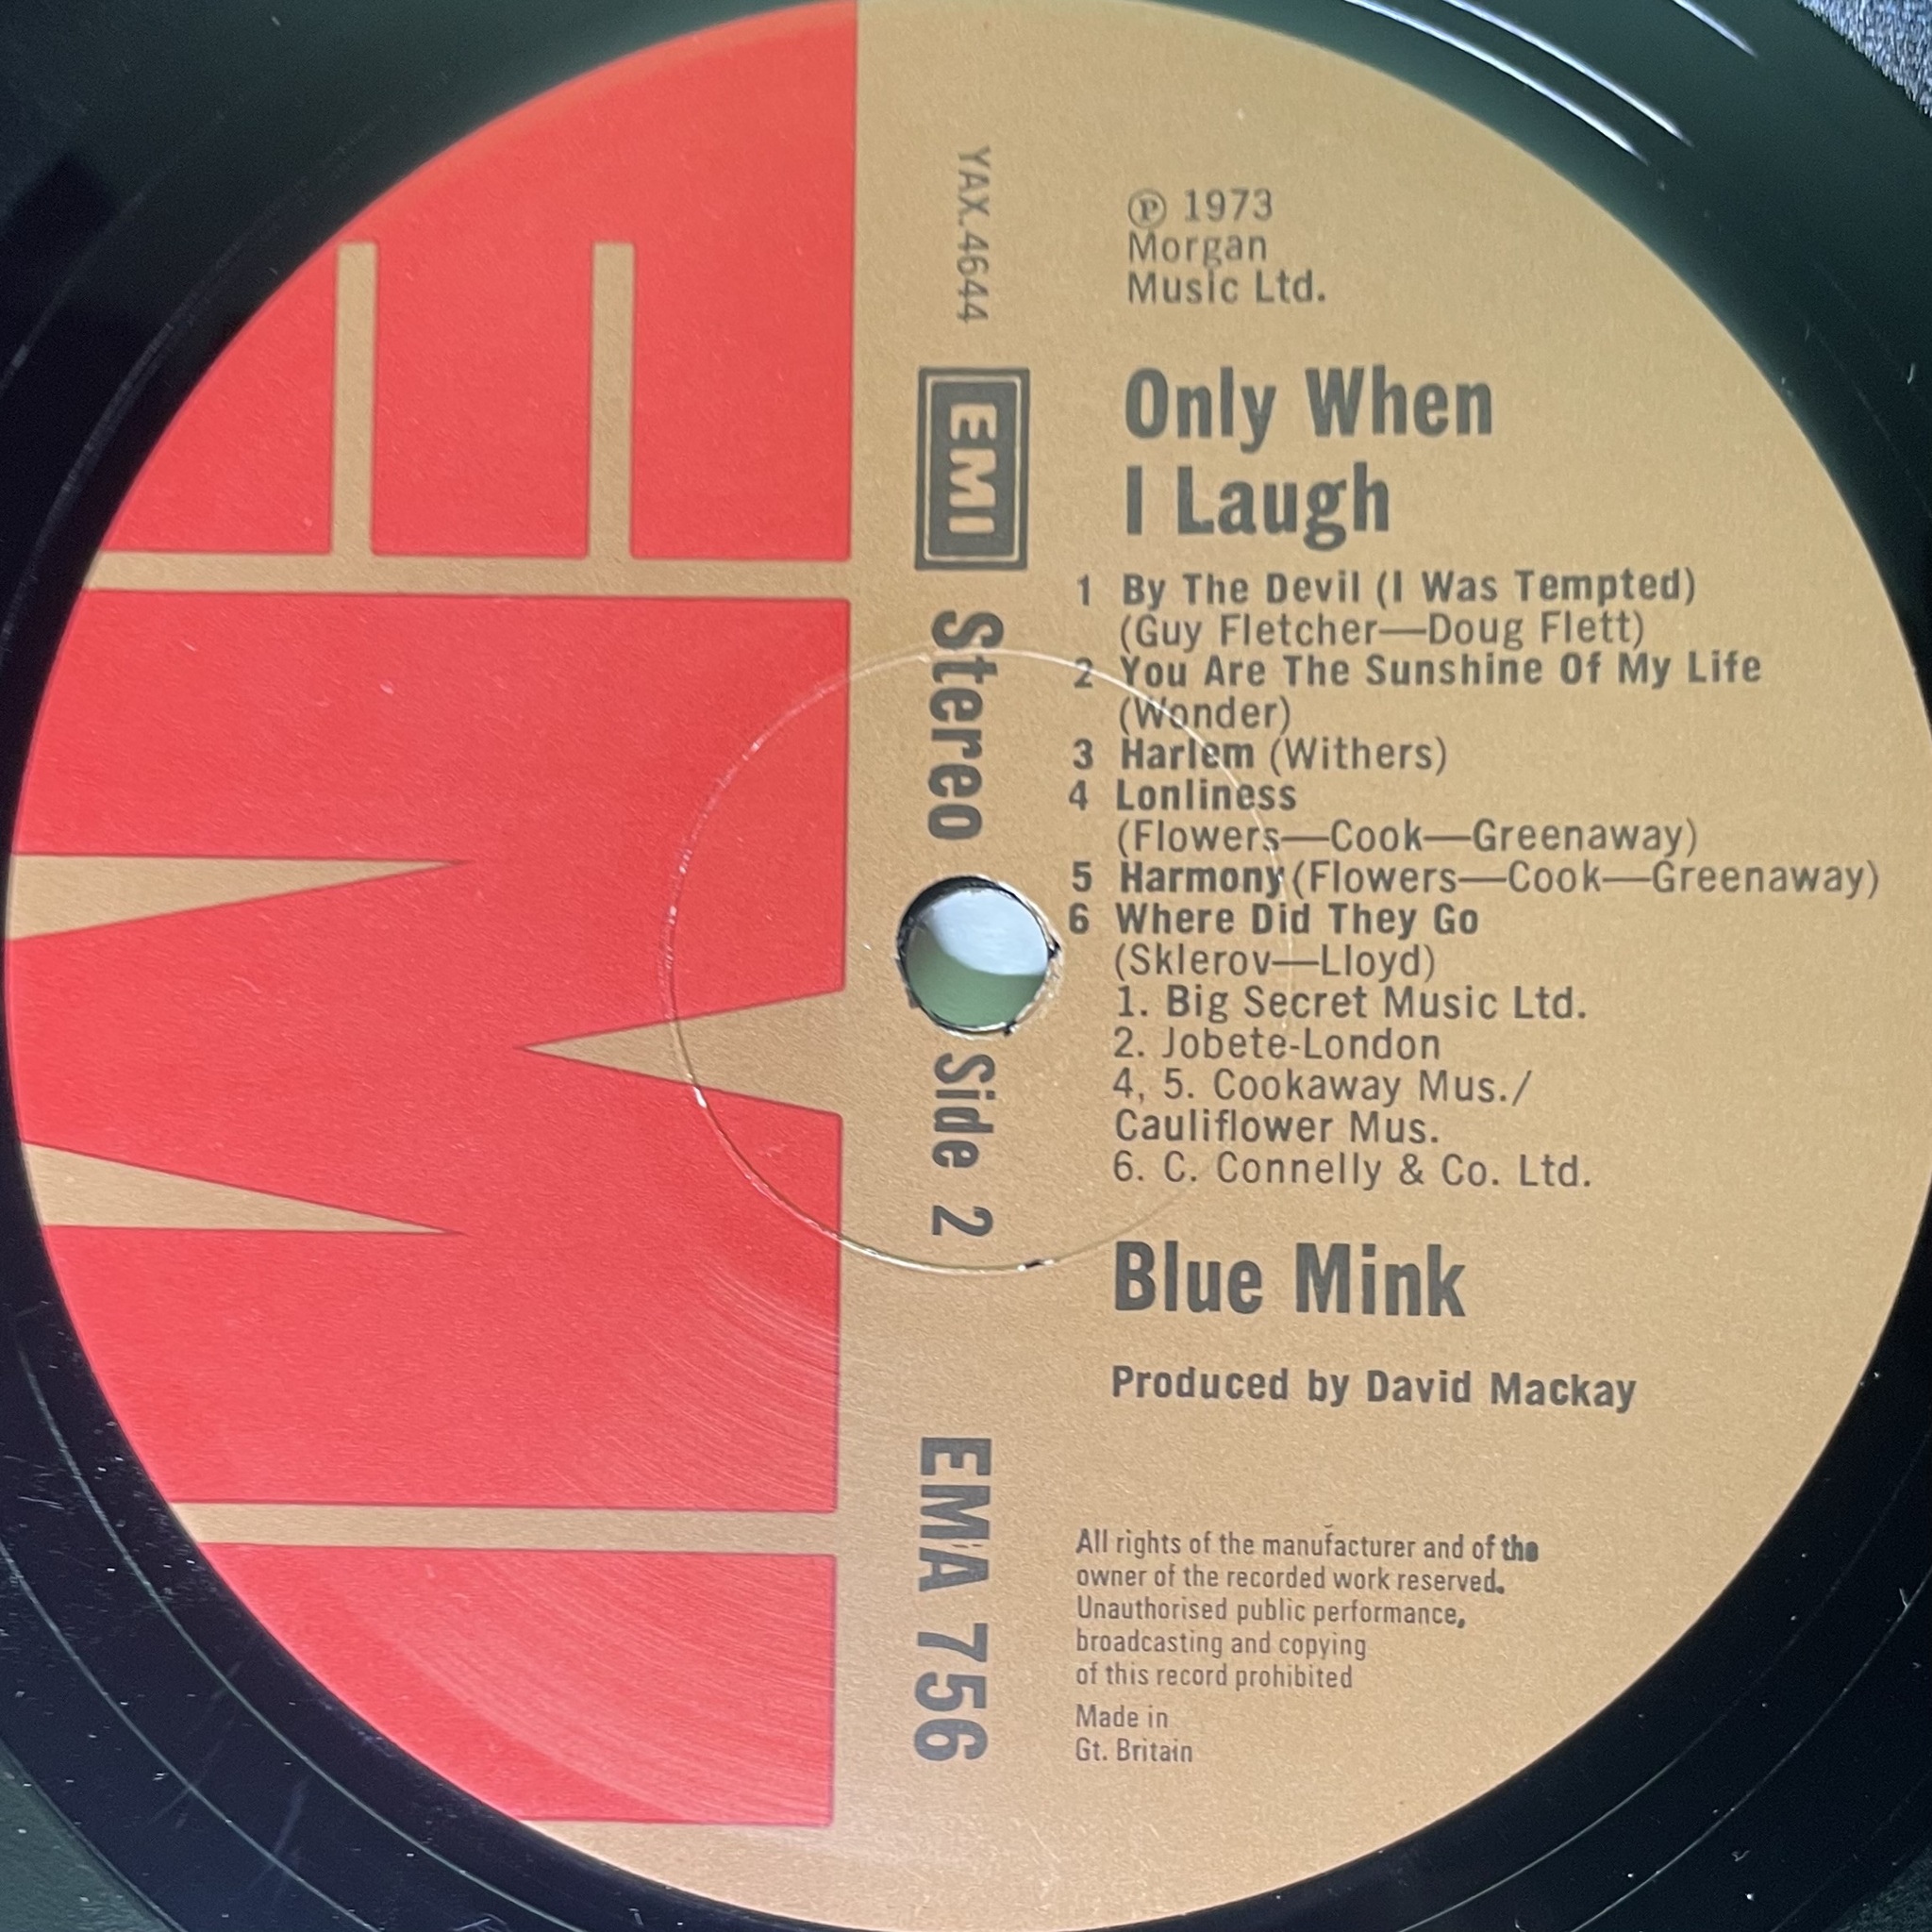 YAX.4644
EMI
Stereo
Side 2
EMA 756
Ⓟ 1973
Morgan
Music Ltd.
Only When
I Laugh
1 By The Devil (I Was Tempted)
(Guy Fletcher—Doug Flett)
2 You Are The Sunshine Of My Life
(Wonder)
3 Harlem (Withers)
4 Lonliness
(Flowers—Cook—Greenaway)
5 Harmony (Flowers—Cook—Greenaway)
6 Where Did They Go
(Sklerov—Lloyd)
1. Big Secret Music Ltd.
2. Jobete-London
4, 5. Cookaway Mus./
Cauliflower Mus.
6. C. Connelly & Co. Ltd.
Blue Mink
Produced by David Mackay
All rights of the manufacturer and of the
owner of the recorded work reserved.
Unauthorised public performance,
broadcasting and copying
of this record prohibited
Made in
Gt. Britain
EMI